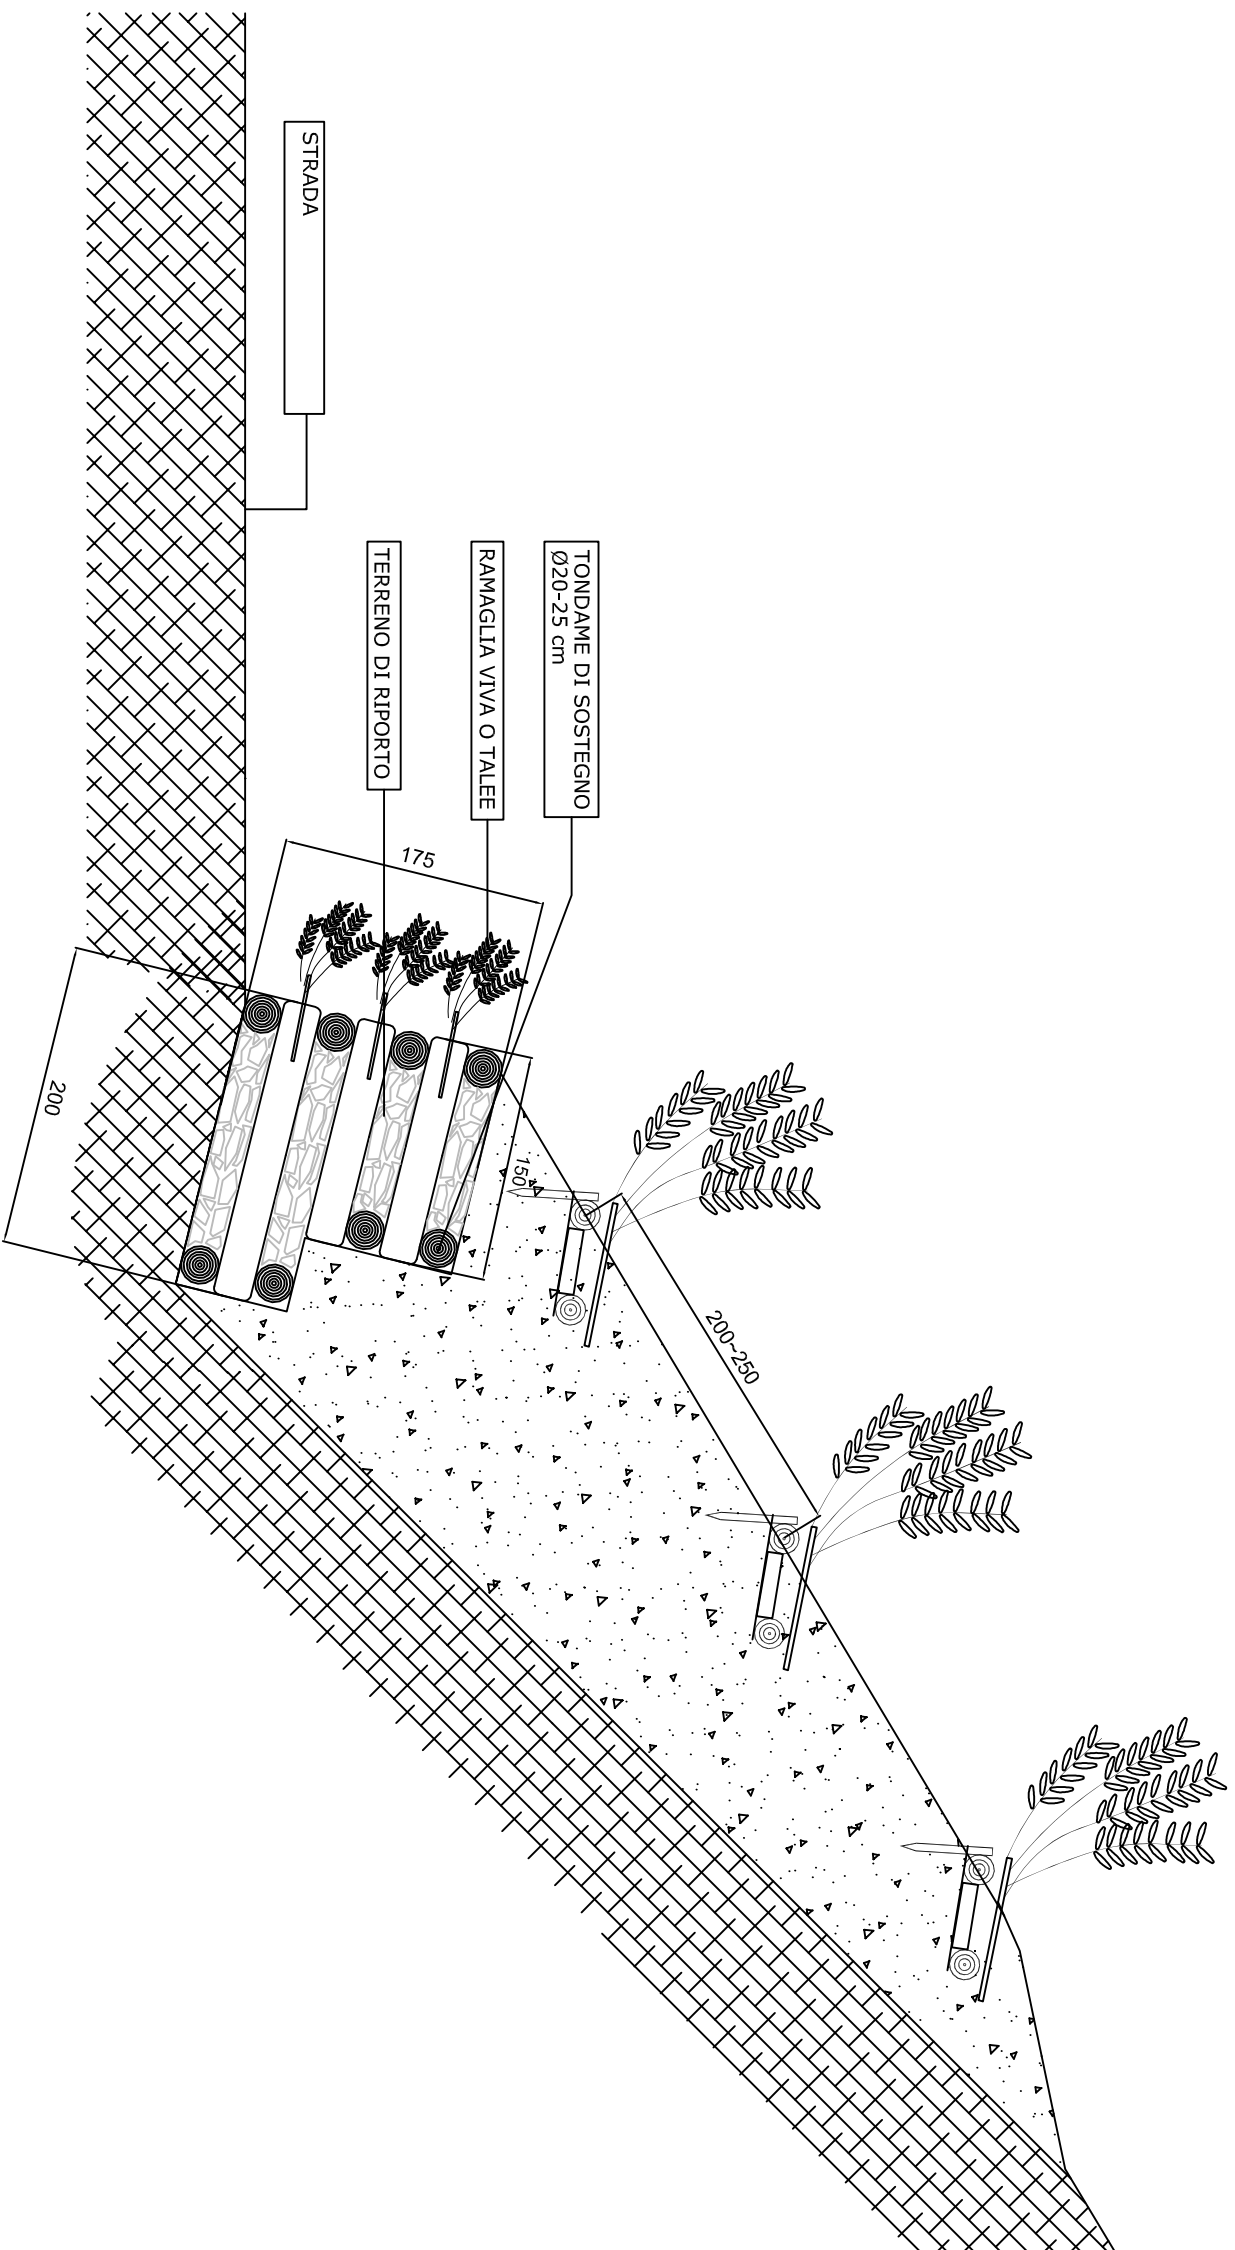 STRADA
TONDAME DI SOSTEGNO
Ø20-25 cm
RAMAGLIA VIVA O TALEE
TERRENO DI RIPORTO
175
200
150
200~250